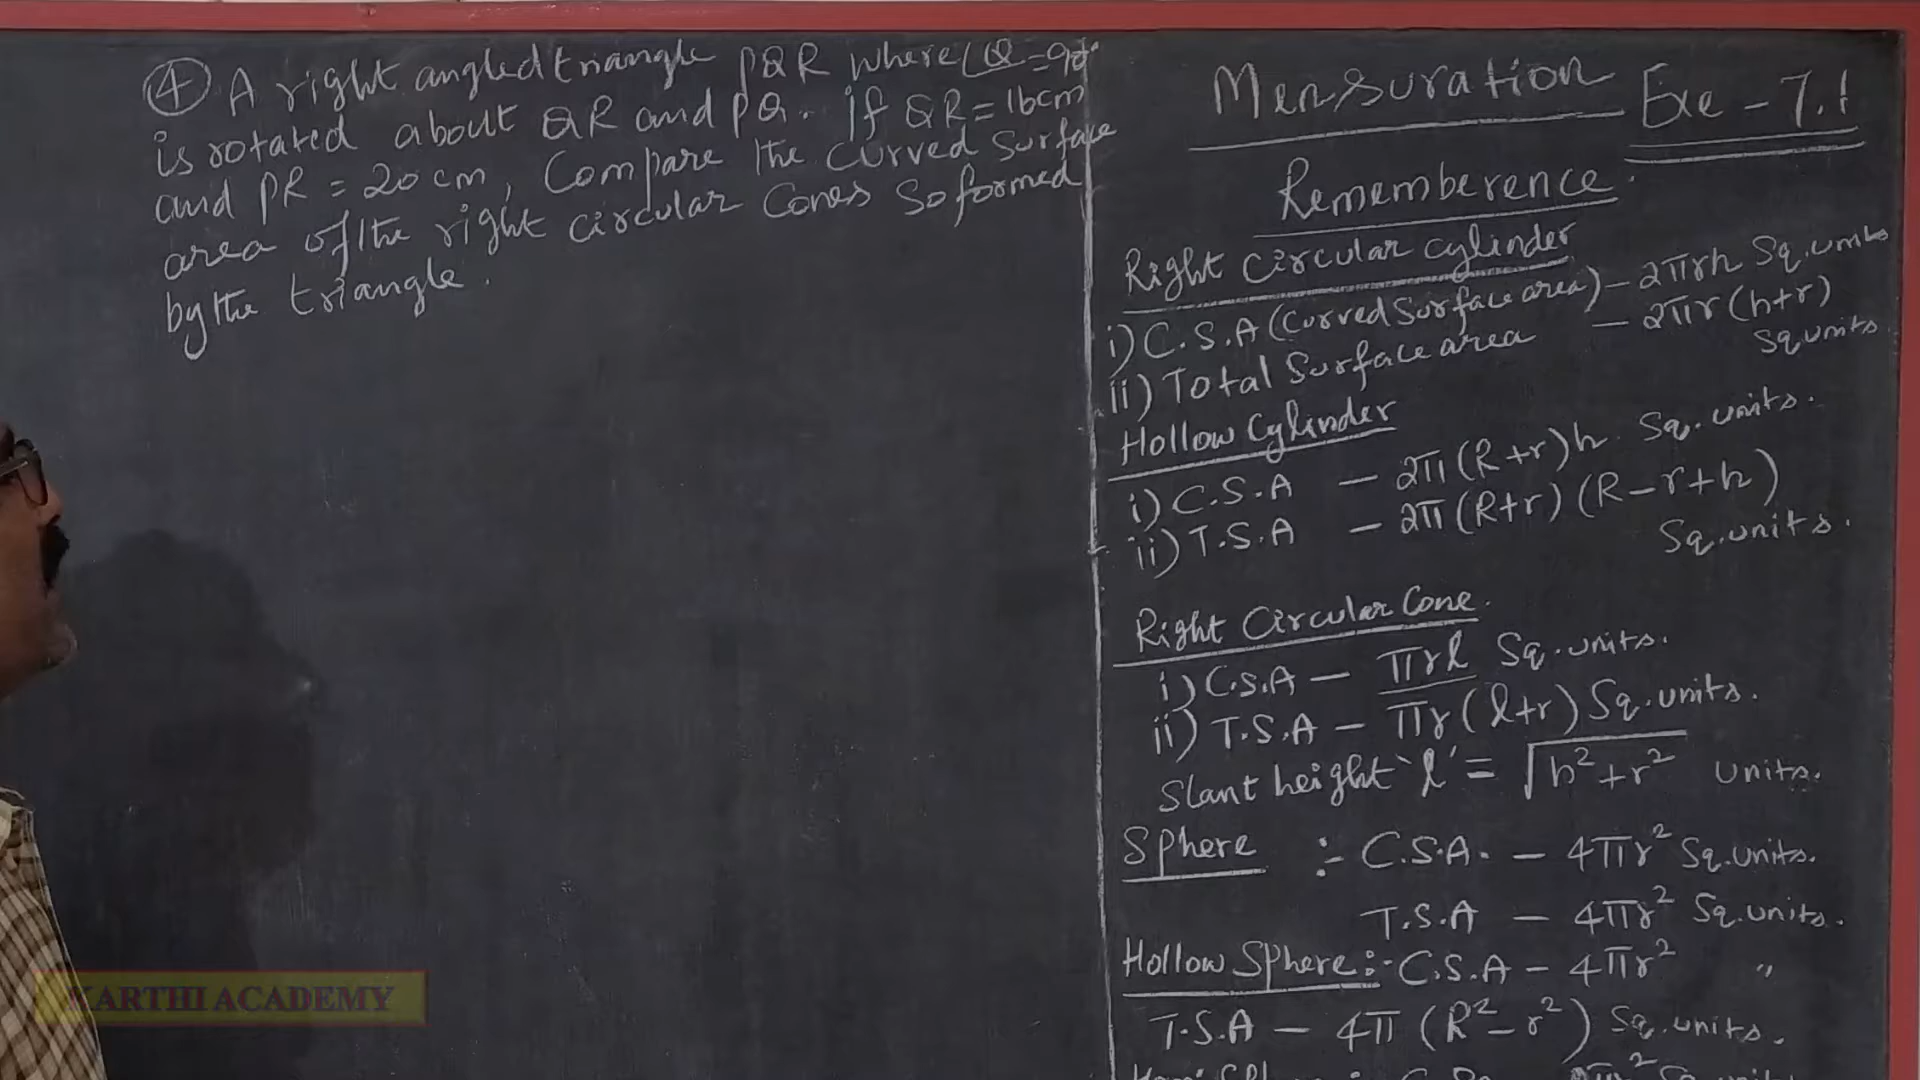 ④ A right angled triangle PQR where ∠Q=90°
is rotated about QR and PQ. If QR=16cm
and PR = 20cm, Compare the curved surface
area of the right circular Cones so formed
by the triangle.
Mensuration Exe - 7.1
Rememberence
Right Circular cylinder
i) C.S.A (Curved Surface area) - 2πrh Sq.units
ii) Total Surface area - 2πr(h+r)
Sq units
Hollow Cylinder
i) C.S.A - 2π(R+r)h Sq. units.
ii) T.S.A - 2π(R+r)(R-r+h)
Sq.units.
Right Circular Cone.
i) C.S.A - πrl Sq.units.
ii) T.S.A - πr(l+r) Sq.units.
Slant height 'l' = √h²+r² units.
Sphere :- C.S.A. - 4πr² Sq.units.
T.S.A - 4πr² Sq.units.
Hollow Sphere:- C.S.A - 4πr² "
T.S.A - 4π(R²-r²) Sq.units.
KARTHI ACADEMY